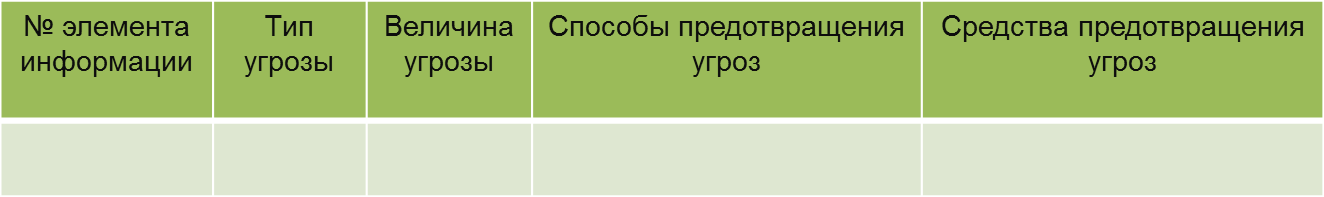 № элемента
информации
Тип
угрозы
Величина
угрозы
Способы предотвращения
угроз
Средства предотвращения
угроз